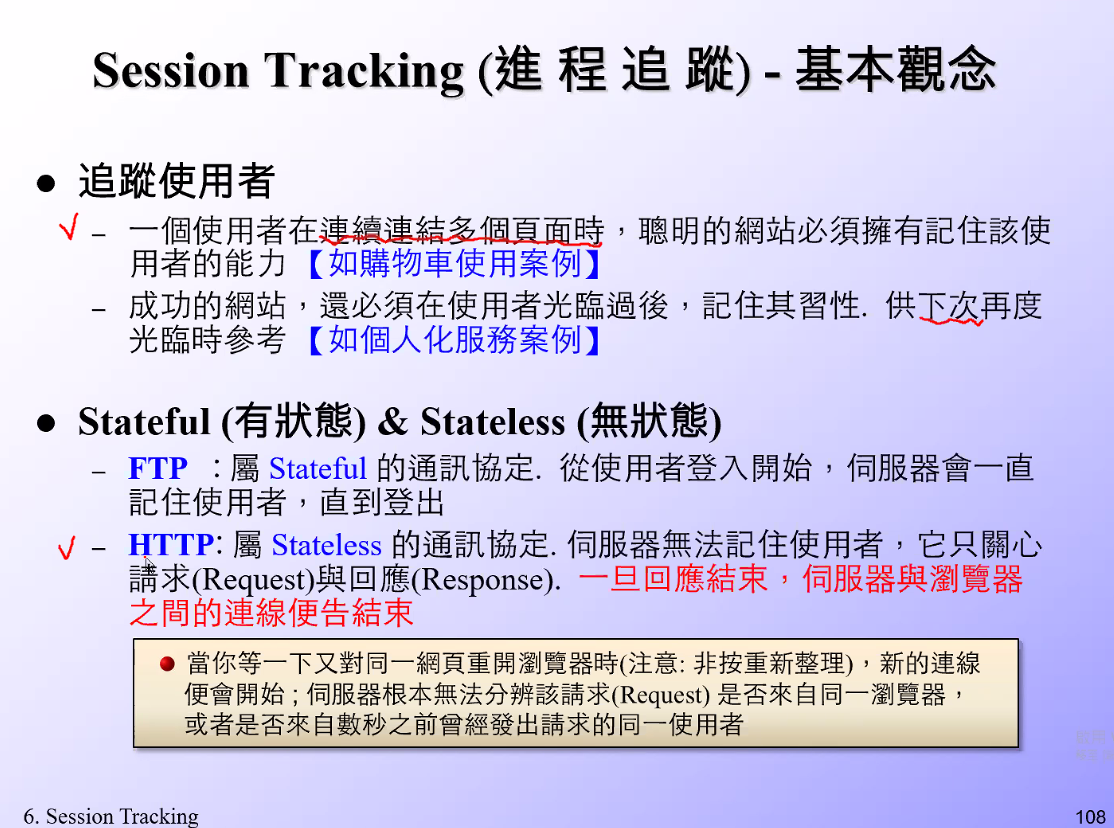 Session Tracking (進 程 追 蹤) - 基本觀念
● 追蹤使用者
– 一個使用者在連續連結多個頁面時，聰明的網站必須擁有記住該使
用者的能力【如購物車使用案例】
– 成功的網站，還必須在使用者光臨過後，記住其習性. 供下次再度
光臨時參考【如個人化服務案例】
● Stateful (有狀態) & Stateless (無狀態)
– FTP ：屬 Stateful 的通訊協定. 從使用者登入開始，伺服器會一直
記住使用者，直到登出
– HTTP: 屬 Stateless 的通訊協定. 伺服器無法記住使用者，它只關心
請求(Request)與回應(Response). 一旦回應結束，伺服器與瀏覽器
之間的連線便告結束
● 當你等一下又對同一網頁重開瀏覽器時(注意: 非按重新整理)，新的連線
便會開始 ; 伺服器根本無法分辨該請求(Request) 是否來自同一瀏覽器，
或者是否來自數秒之前曾經發出請求的同一使用者
6. Session Tracking
108